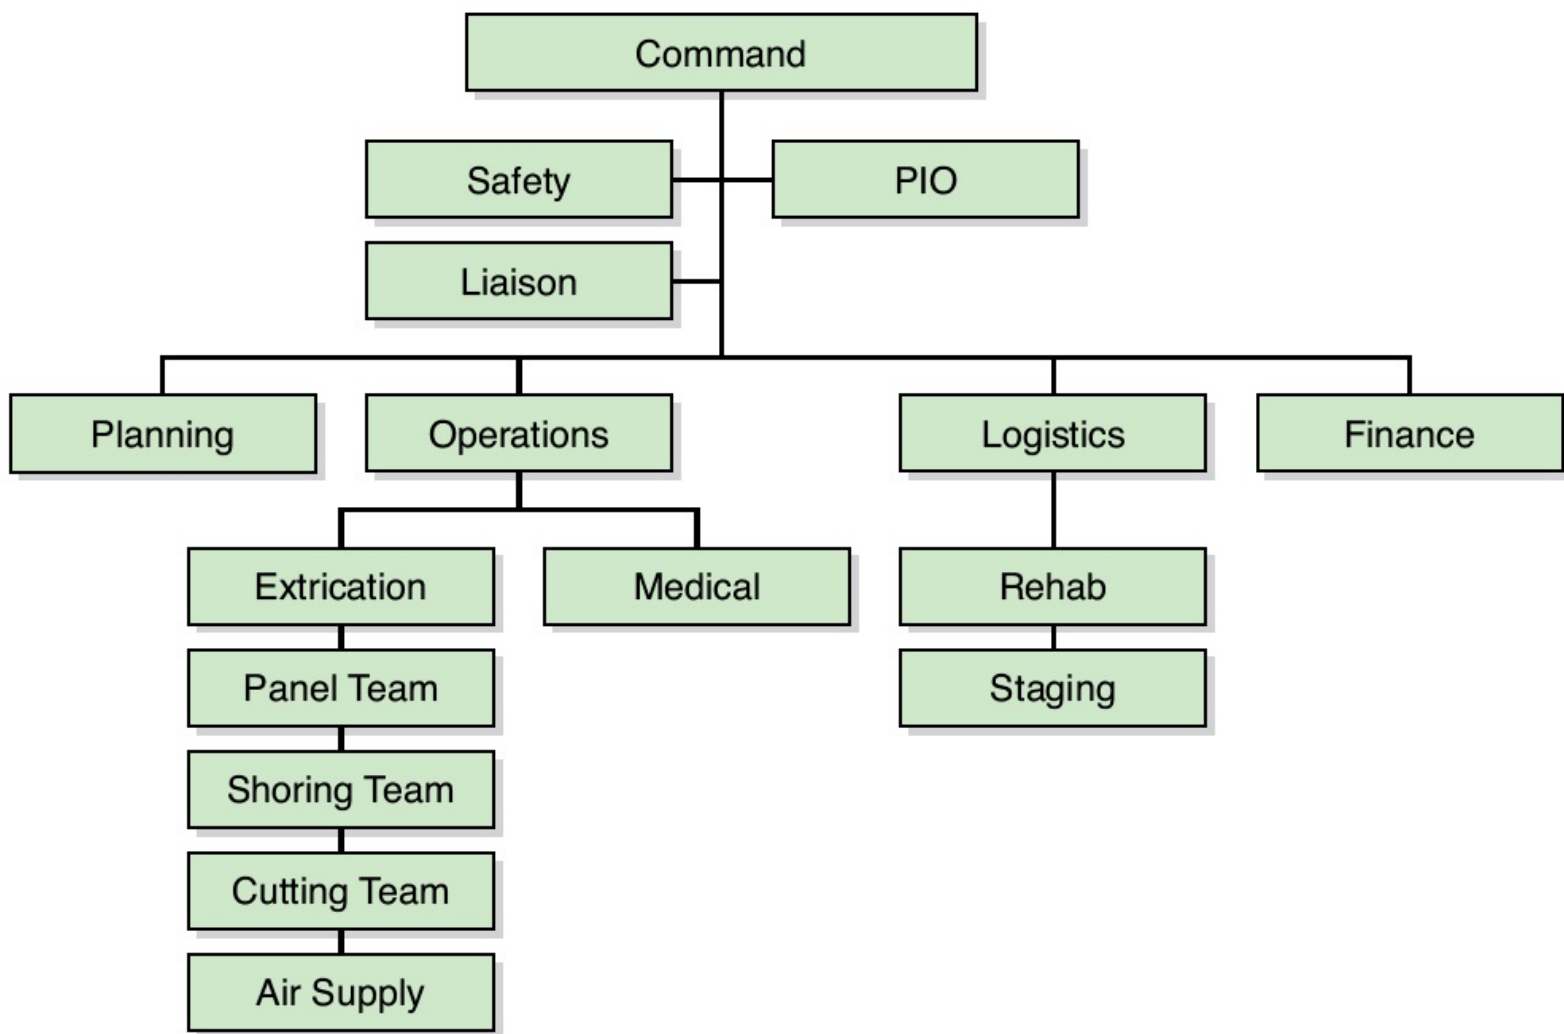 Command
Safety
PIO
Liaison
Planning
Operations
Logistics
Finance
Extrication
Medical
Rehab
Panel Team
Staging
Shoring Team
Cutting Team
Air Supply